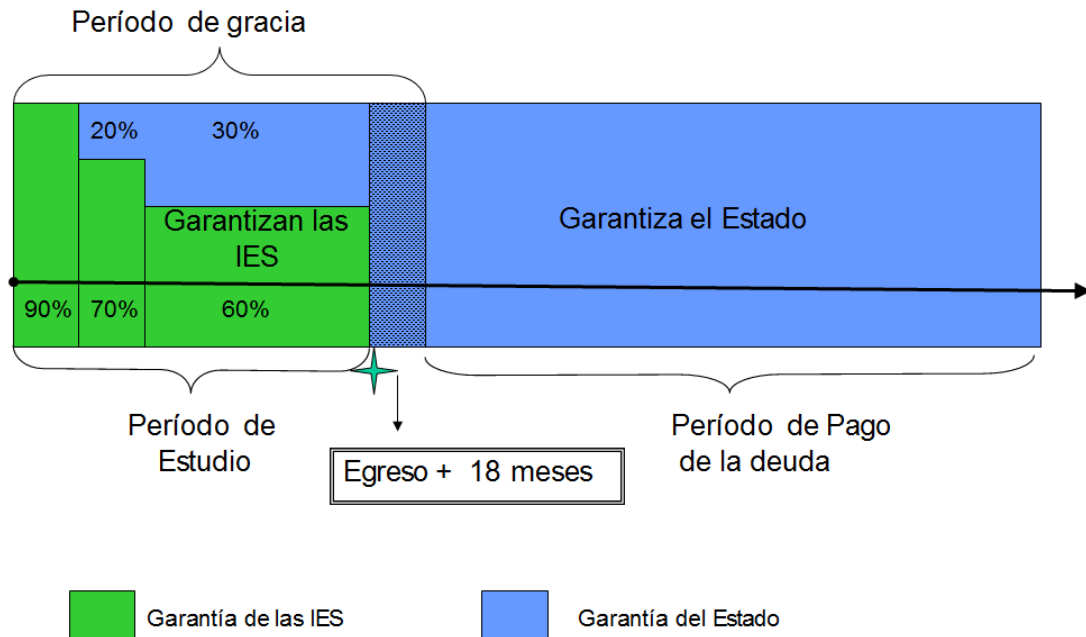 Período de gracia
20%
30%
Garantizan las
IES
Garantiza el Estado
90%
70%
60%
Período de
Estudio
Período de Pago
de la deuda
Egreso + 18 meses
Garantía de las IES
Garantía del Estado